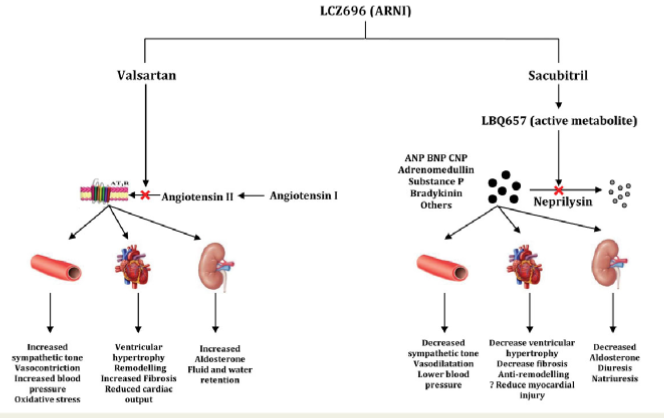 LCZ696 (ARNI)
Valsartan
Sacubitril
LBQ657 (active metabolite)
ANP BNP CNP
Adrenomedullin
Substance P
Bradykinin
Others
AT₁R
Angiotensin II
Angiotensin I
Neprilysin
Increased
sympathetic tone
Vasocontriction
Increased blood
pressure
Oxidative stress
Ventricular
hypertrophy
Remodelling
Increased Fibrosis
Reduced cardiac
output
Increased
Aldosterone
Fluid and water
retention
Decreased
sympathetic tone
Vasodilatation
Lower blood
pressure
Decrease ventricular
hypertrophy
Decrease fibrosis
Anti-remodelling
? Reduce myocardial
injury
Decreased
Aldosterone
Diuresis
Natriuresis